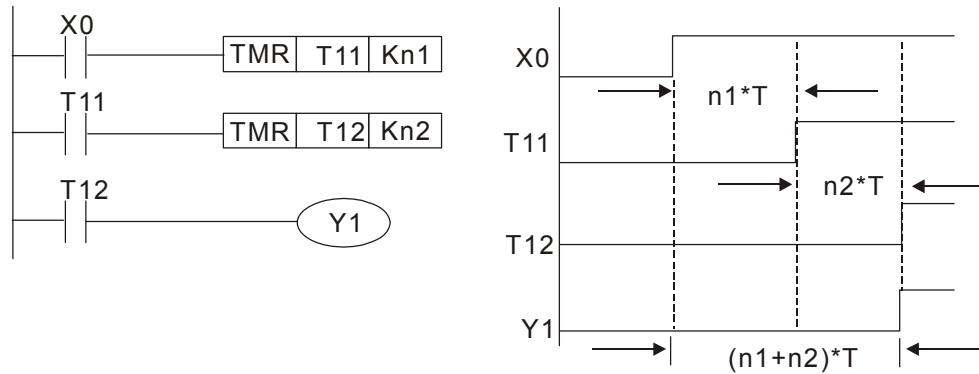 X0
TMR T11 Kn1
T11
TMR T12 Kn2
T12
Y1
X0
n1*T
T11
n2*T
T12
Y1
(n1+n2)*T